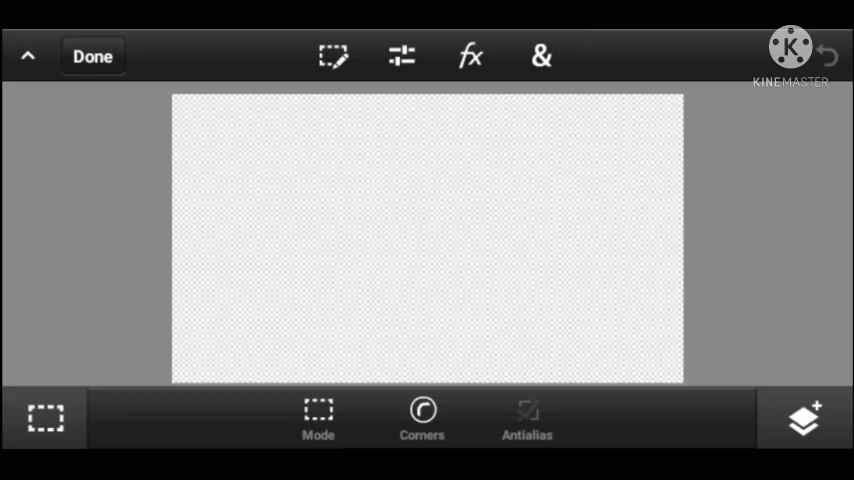 Done
fx
&
K
KINEMASTER
Mode
Corners
Antialias